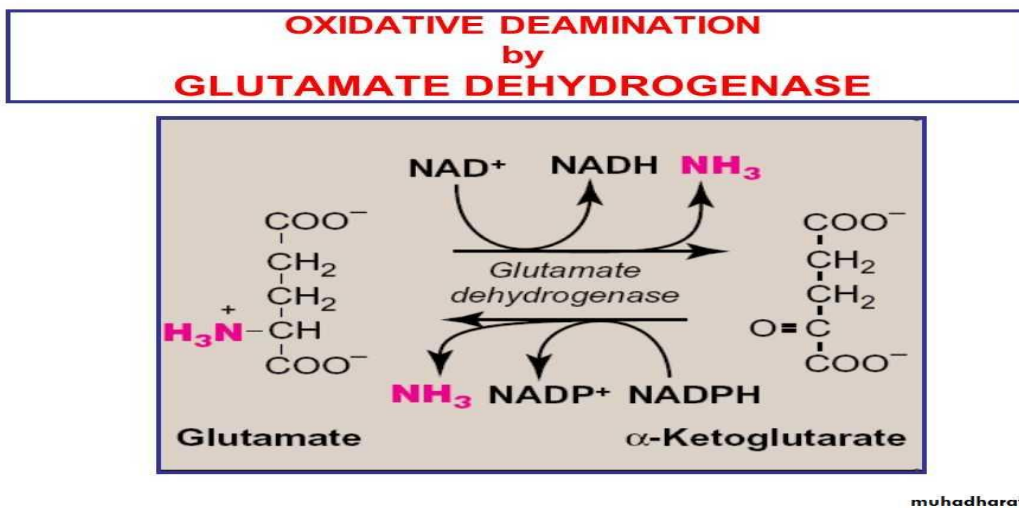 OXIDATIVE DEAMINATION
by
GLUTAMATE DEHYDROGENASE
NAD⁺ NADH NH₃
COO⁻
CH₂
CH₂
H₃N⁺–CH
COO⁻
Glutamate
dehydrogenase
COO⁻
CH₂
CH₂
O=C
COO⁻
NH₃ NADP⁺ NADPH
Glutamate
α-Ketoglutarate